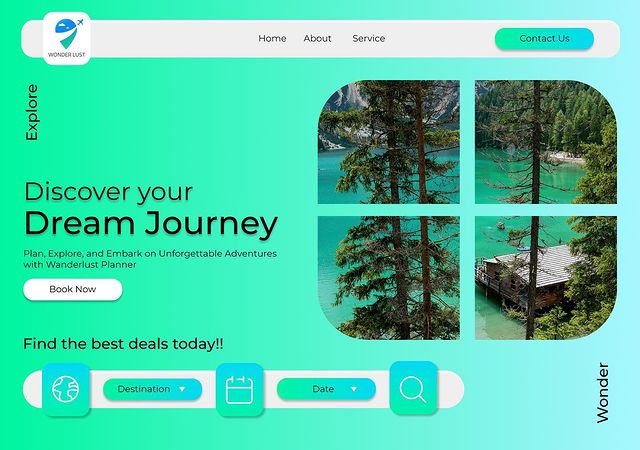 WONDER LUST
Home
About
Service
Contact Us
Explore
Discover your
Dream Journey
Plan, Explore, and Embark on Unforgettable Adventures
with Wanderlust Planner
Book Now
Find the best deals today!!
Destination
Date
Wonder